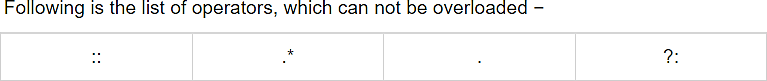 Following is the list of operators, which can not be overloaded −
:: .* . ?: